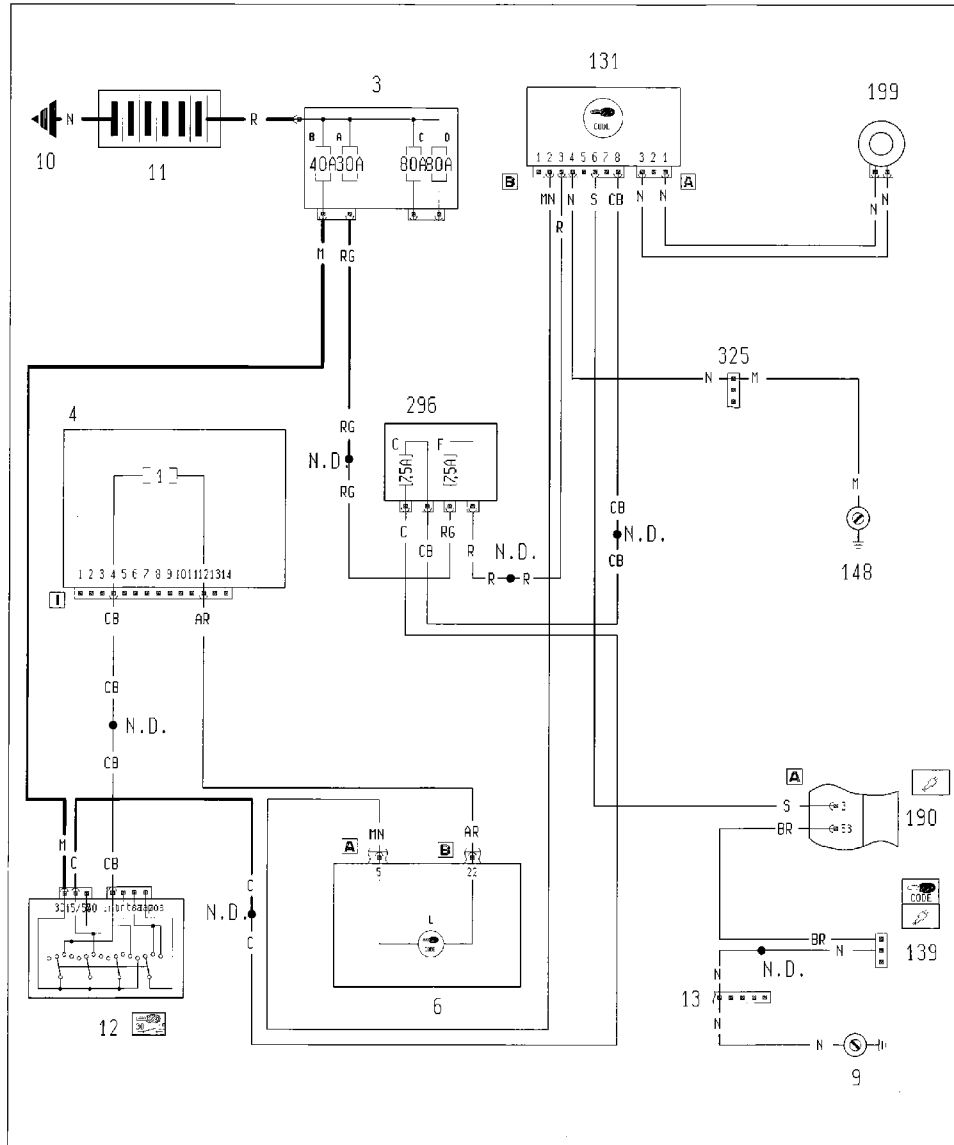 131
3
199
N
R
10
11
B
A
C
D
40A
30A
80A
80A
CODE
1 2 3 4 5 6 7 8
3 2 1
B
A
MN
N
S
CB
N
N
R
N
N
M
RG
325
N
M
296
4
RG
N.D.
RG
C
F
7,5A
7,5A
1
M
CB
N.D.
CB
148
C
CB
RG
R
N.D.
R
R
1 2 3 4 5 6 7 8 9 10 11 12 13 14
I
CB
AR
CB
N.D.
CB
A
S
3
190
BR
A
MN
B
AR
5
22
M
C
CB
C
N.D.
C
L
CODE
CODE
BR
N
139
N.D.
12
6
N
13
N
N
9